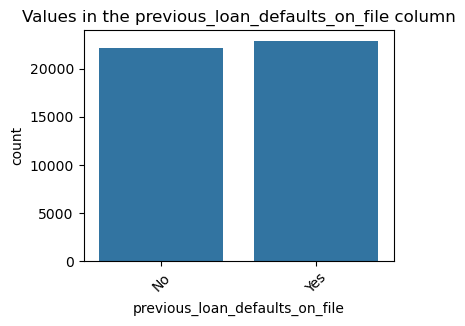 Values in the previous_loan_defaults_on_file column
20000
15000
10000
5000
0
count
No
Yes
previous_loan_defaults_on_file